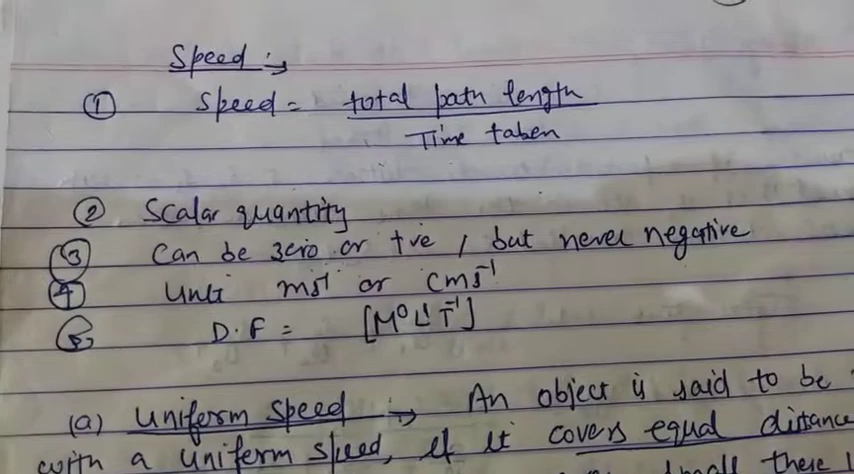 Speed :→
① Speed = total path length
Time taken
② Scalar quantity
③ Can be zero or +ve, but never negative
④ Unit ms⁻¹ or cms⁻¹
⑤ D.F = [M⁰L¹T⁻¹]
(a) Uniform speed :→ An object is said to be
with a uniform speed, if it covers equal distance
small these